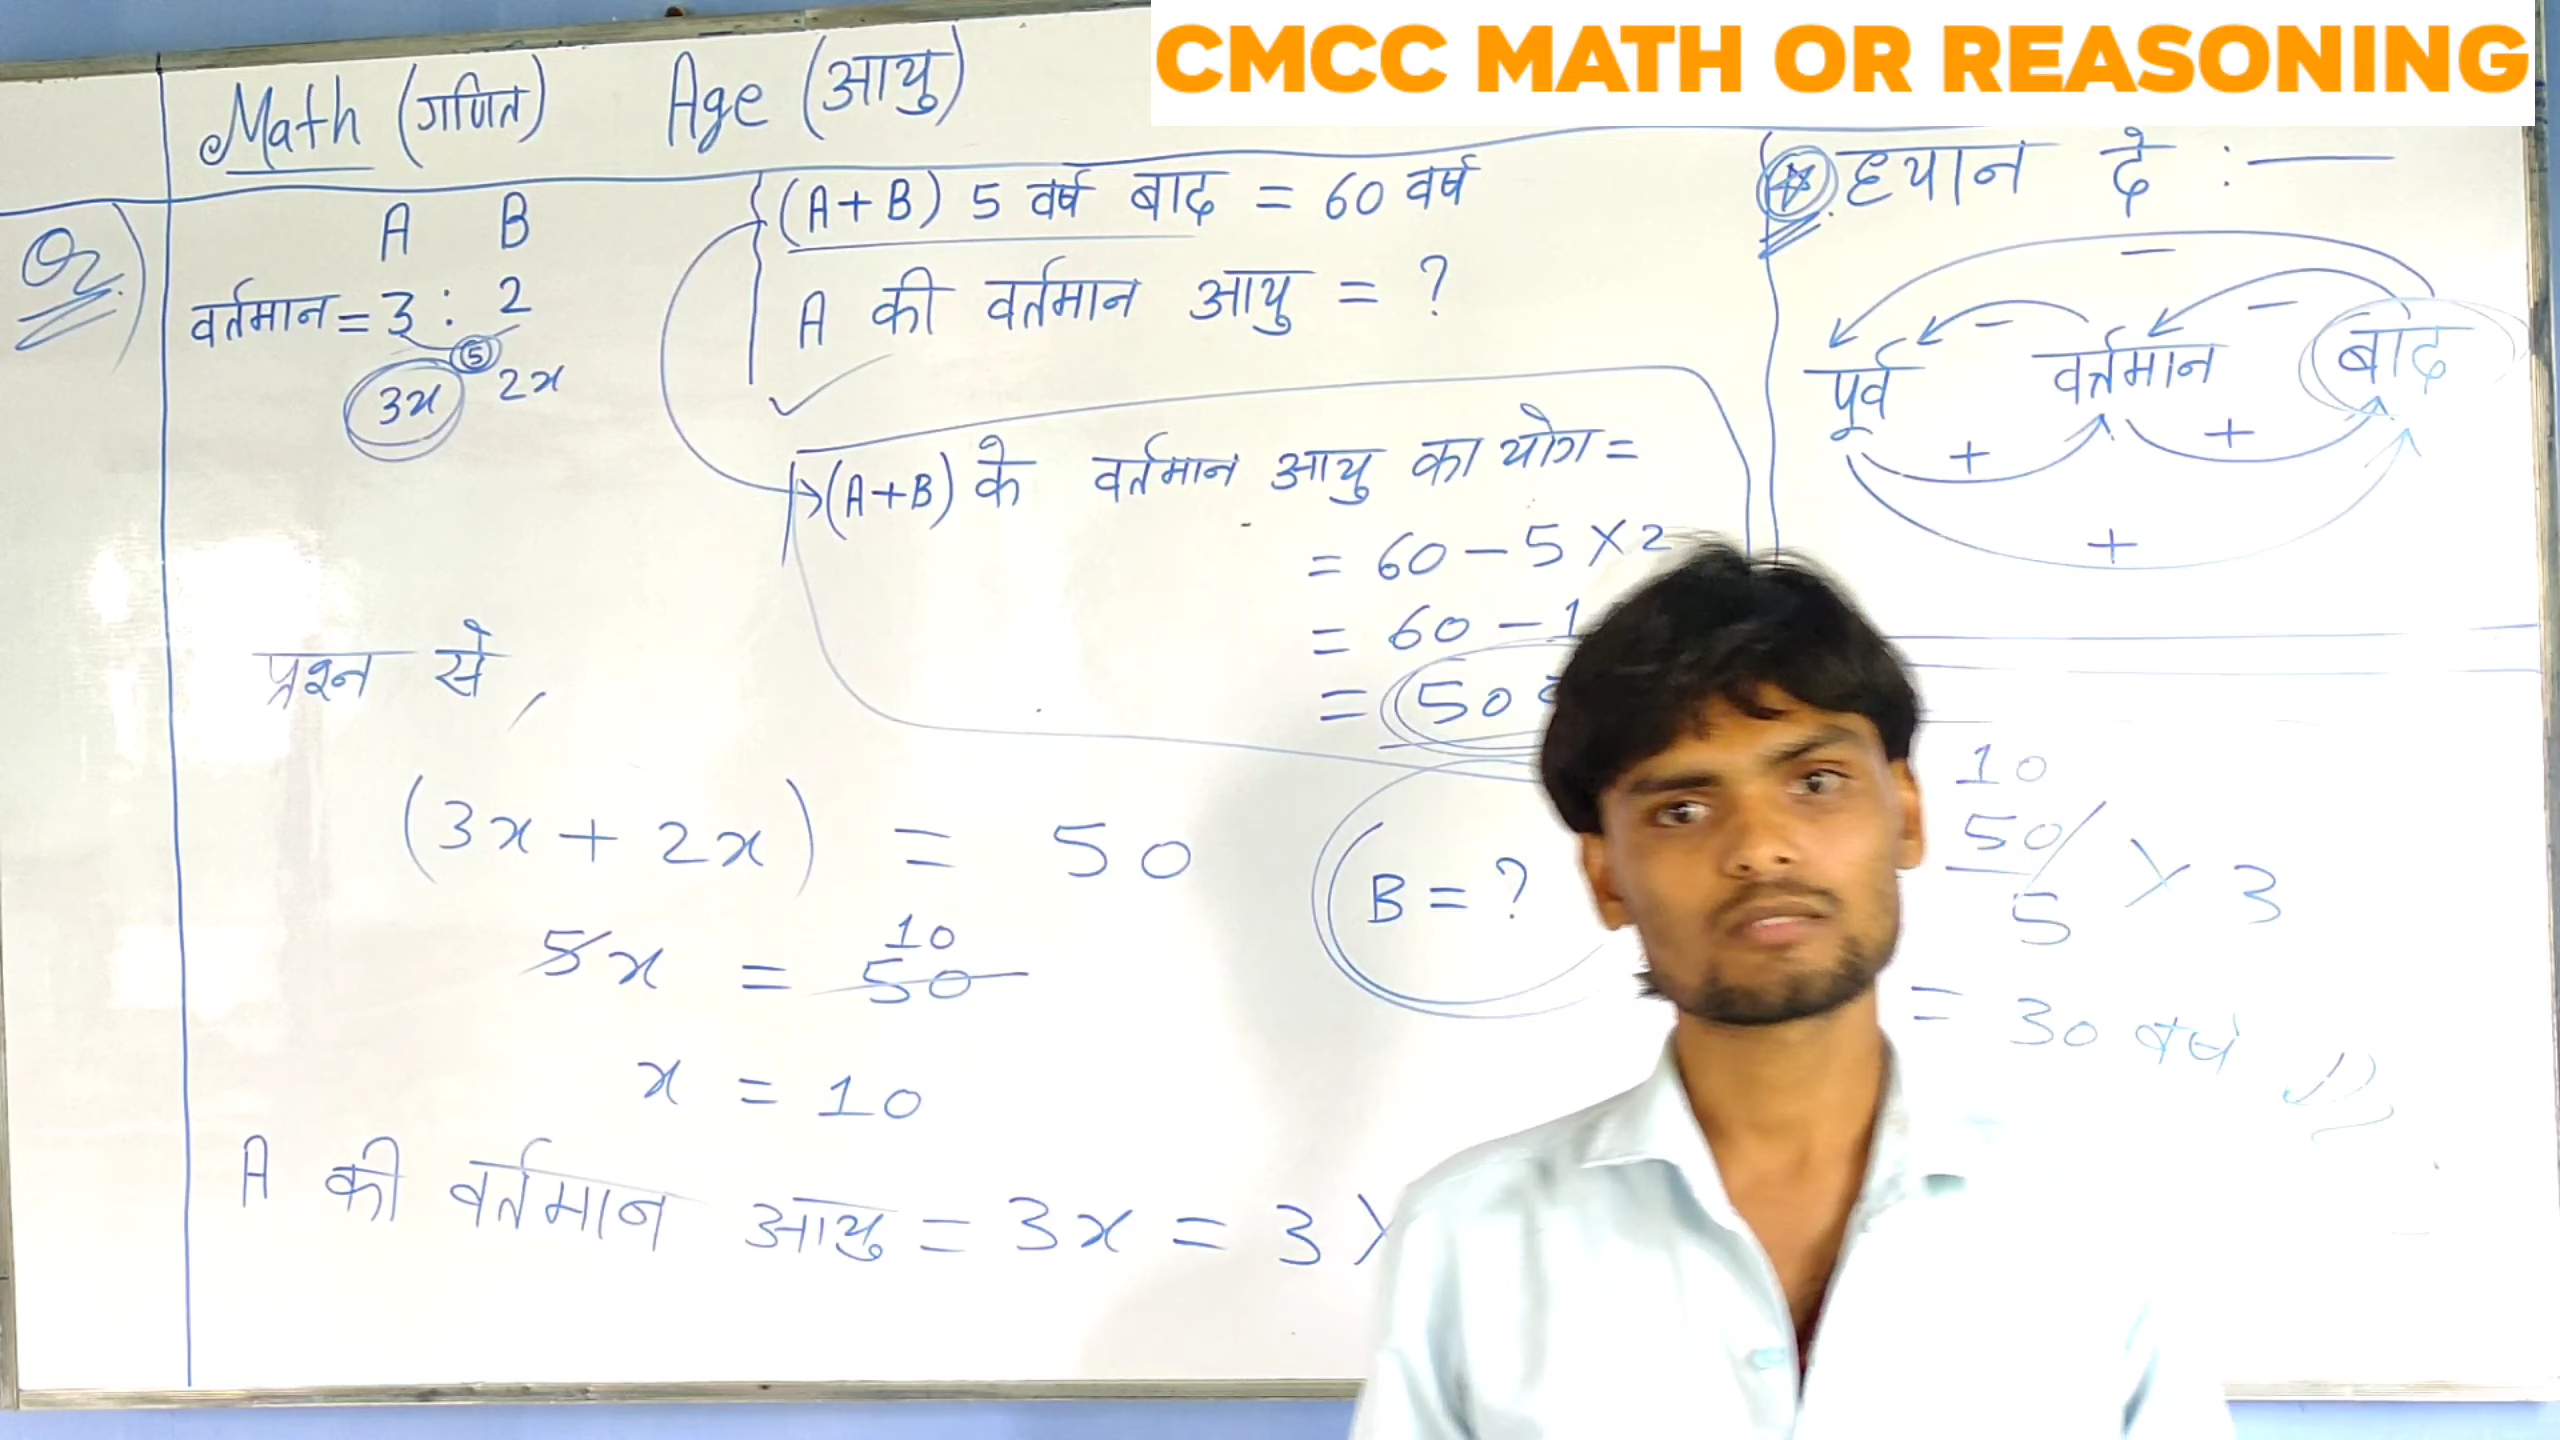 CMCC MATH OR REASONING
Math (गणित) Age (आयु)
Q.)
A B
वर्तमान = 3 : 2
5
3x 2x
(A+B) 5 वर्ष बाद = 60 वर्ष
A की वर्तमान आयु = ?
→(A+B) के वर्तमान आयु का योग =
= 60 - 5 × 2
= 60 - 1
= 50
ध्यान दे :—
-
- -
पूर्व वर्तमान बाद
+ +
+
प्रश्न से,
(3x + 2x) = 50
10
5x = 50
x = 10
A की वर्तमान आयु = 3x = 3 ×
B = ?
10
50/5 × 3
= 30 वर्ष